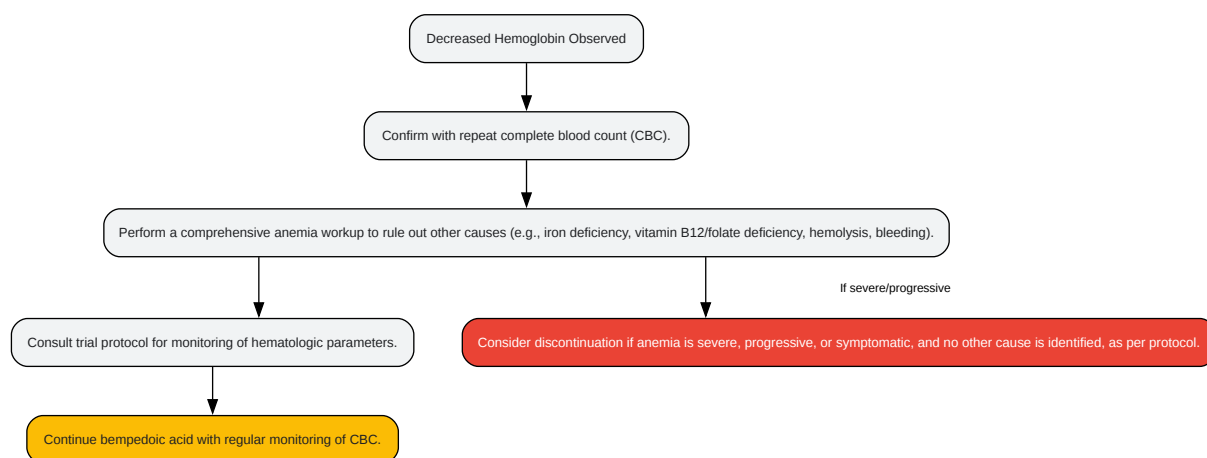 Decreased Hemoglobin Observed
Confirm with repeat complete blood count (CBC).
Perform a comprehensive anemia workup to rule out other causes (e.g., iron deficiency, vitamin B12/folate deficiency, hemolysis, bleeding).
If severe/progressive
Consult trial protocol for monitoring of hematologic parameters.
Consider discontinuation if anemia is severe, progressive, or symptomatic, and no other cause is identified, as per protocol.
Continue bempedoic acid with regular monitoring of CBC.